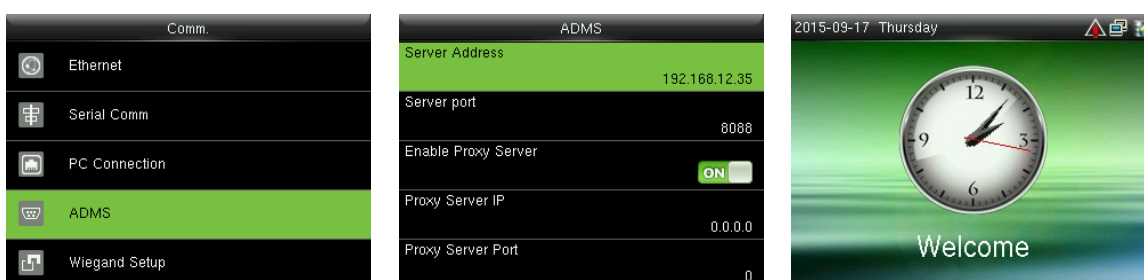 Comm.
Ethernet
Serial Comm
PC Connection
ADMS
Wiegand Setup
ADMS
Server Address
192.168.12.35
Server port
8088
Enable Proxy Server
ON
Proxy Server IP
0.0.0.0
Proxy Server Port
0
2015-09-17 Thursday
12
9
3
6
Welcome